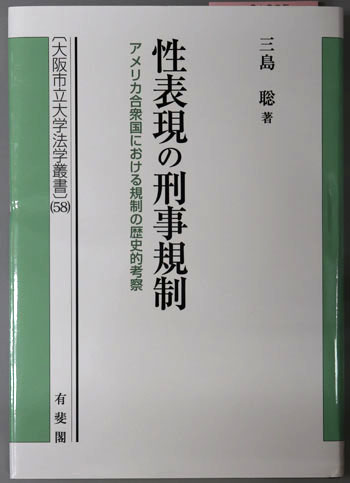 三島 聡 著
性表現の刑事規制
アメリカ合衆国における規制の歴史的考察
〔大阪市立大学法学叢書〕(58)
有斐閣